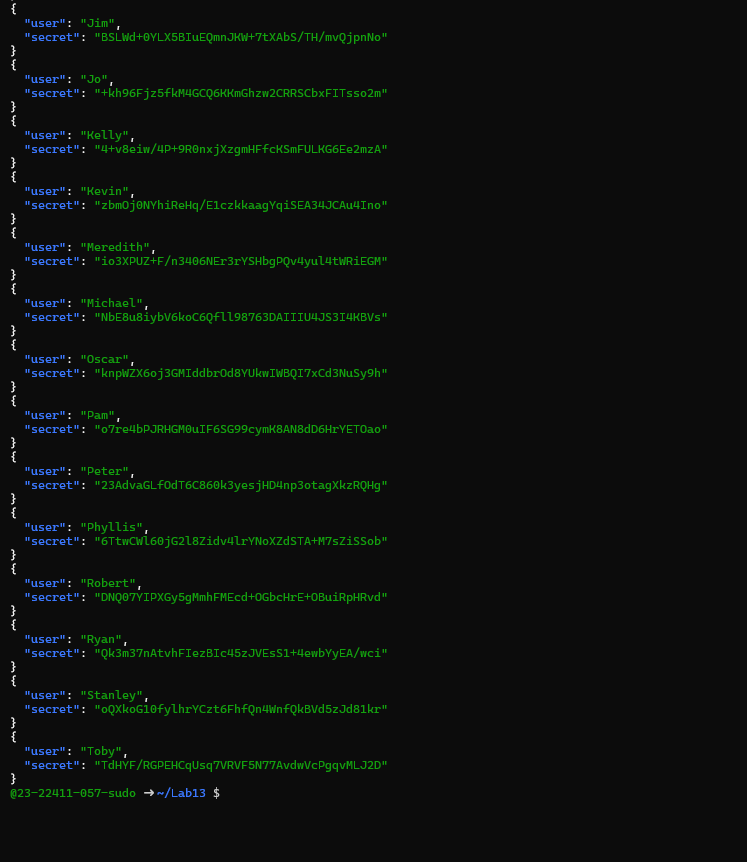 {
"user": "Jim",
"secret": "BSLWd+0YLX5BIuEQmnJKW+7tXAbS/TH/mvQjpnNo"
}
{
"user": "Jo",
"secret": "+kh96Fjz5fkM4GCQ6KKmGhzw2CRRSCbxFITsso2m"
}
{
"user": "Kelly",
"secret": "4+v8eiw/4P+9R0nxjXzgmHFfcKSmFULKG6Ee2mzA"
}
{
"user": "Kevin",
"secret": "zbmOj0NYhiReHq/E1czkkaagYqiSEA34JCAu4Ino"
}
{
"user": "Meredith",
"secret": "io3XPUZ+F/n3406NEr3rYSHbgPQv4yul4tWRiEGM"
}
{
"user": "Michael",
"secret": "NbE8u8iybV6koC6Qfll98763DAIIIU4JS3I4KBVs"
}
{
"user": "Oscar",
"secret": "knpWZX6oj3GMIddbrOd8YUkwIWBQI7xCd3NuSy9h"
}
{
"user": "Pam",
"secret": "o7re4bPJRHGM0uIF6SG99cymK8AN8dD6HrYETOao"
}
{
"user": "Peter",
"secret": "23AdvaGLfOdT6C860k3yesjHD4np3otagXkzRQHg"
}
{
"user": "Phyllis",
"secret": "6TtwCWl60jG2l8Zidv4lrYNoXZdSTA+M7sZiSSob"
}
{
"user": "Robert",
"secret": "DNQ07YIPXGy5gMmhFMEcd+OGbcHrE+OBuiRpHRvd"
}
{
"user": "Ryan",
"secret": "Qk3m37nAtvhFIezBIc45zJVEsS1+4ewbYyEA/wci"
}
{
"user": "Stanley",
"secret": "oQXkoG10fylhrYCzt6FhfQn4WnfQkBVd5zJd81kr"
}
{
"user": "Toby",
"secret": "TdHYF/RGPEHCqUsq7VRVF5N77AvdwVcPgqvMLJ2D"
}
@23-22411-057-sudo ➜ ~/Lab13 $